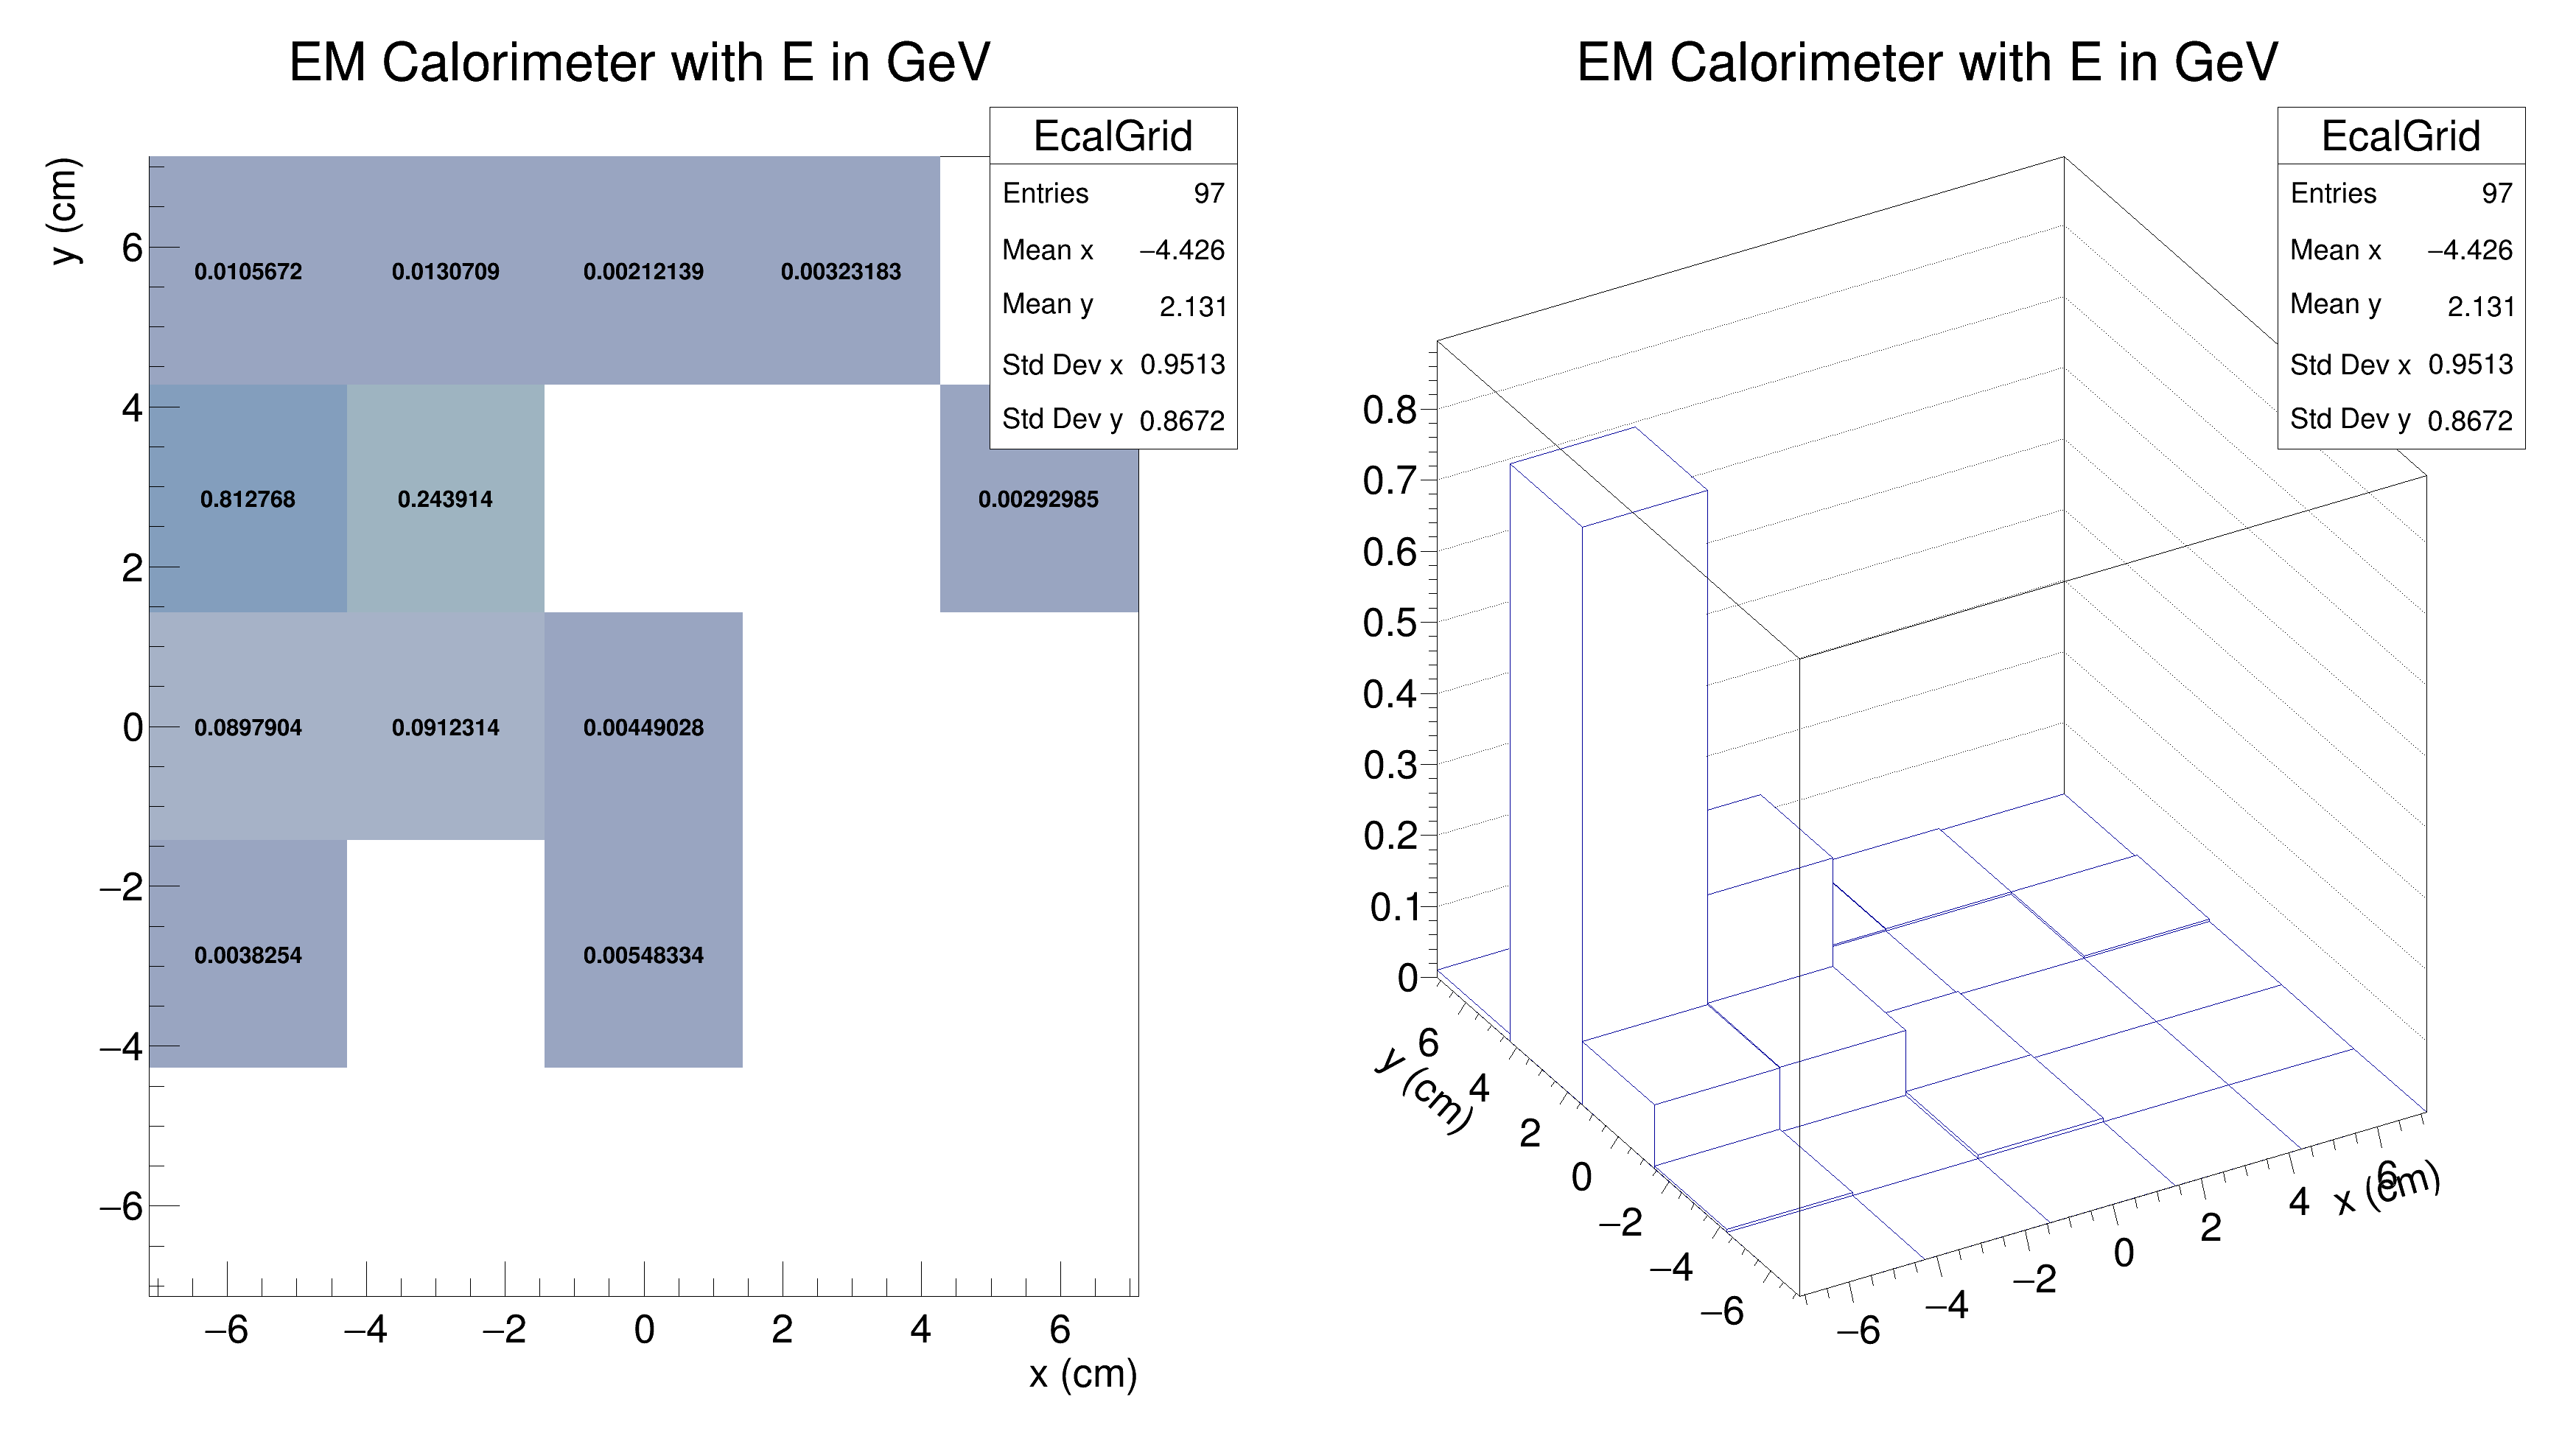 EM Calorimeter with E in GeV
EcalGrid
Entries 97
Mean x −4.426
Mean y 2.131
Std Dev x 0.9513
Std Dev y 0.8672
y (cm)
6
4
2
0
−2
−4
−6
0.0105672 0.0130709 0.00212139 0.00323183
0.812768 0.243914 0.00292985
0.0897904 0.0912314 0.00449028
0.0038254 0.00548334
−6 −4 −2 0 2 4 6
x (cm)
EM Calorimeter with E in GeV
EcalGrid
Entries 97
Mean x −4.426
Mean y 2.131
Std Dev x 0.9513
Std Dev y 0.8672
0.8
0.7
0.6
0.5
0.4
0.3
0.2
0.1
0
y (cm)
6
4
2
0
−2
−4
−6
−6 −4 −2 0 2 4 6
x (cm)